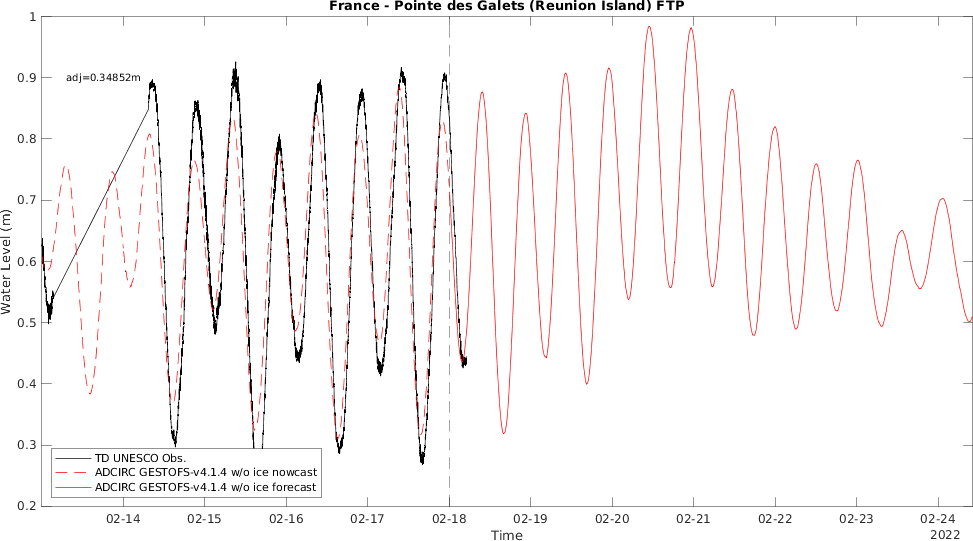 France - Pointe des Galets (Reunion Island) FTP
1
0.9
0.8
0.7
0.6
0.5
0.4
0.3
0.2
Water Level (m)
adj=0.34852m
TD UNESCO Obs.
ADCIRC GESTOFS-v4.1.4 w/o ice nowcast
ADCIRC GESTOFS-v4.1.4 w/o ice forecast
02-14 02-15 02-16 02-17 02-18 02-19 02-20 02-21 02-22 02-23 02-24
2022
Time